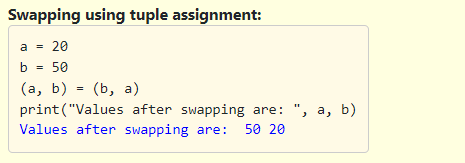 Swapping using tuple assignment:
a = 20
b = 50
(a, b) = (b, a)
print("Values after swapping are: ", a, b)
Values after swapping are:  50 20